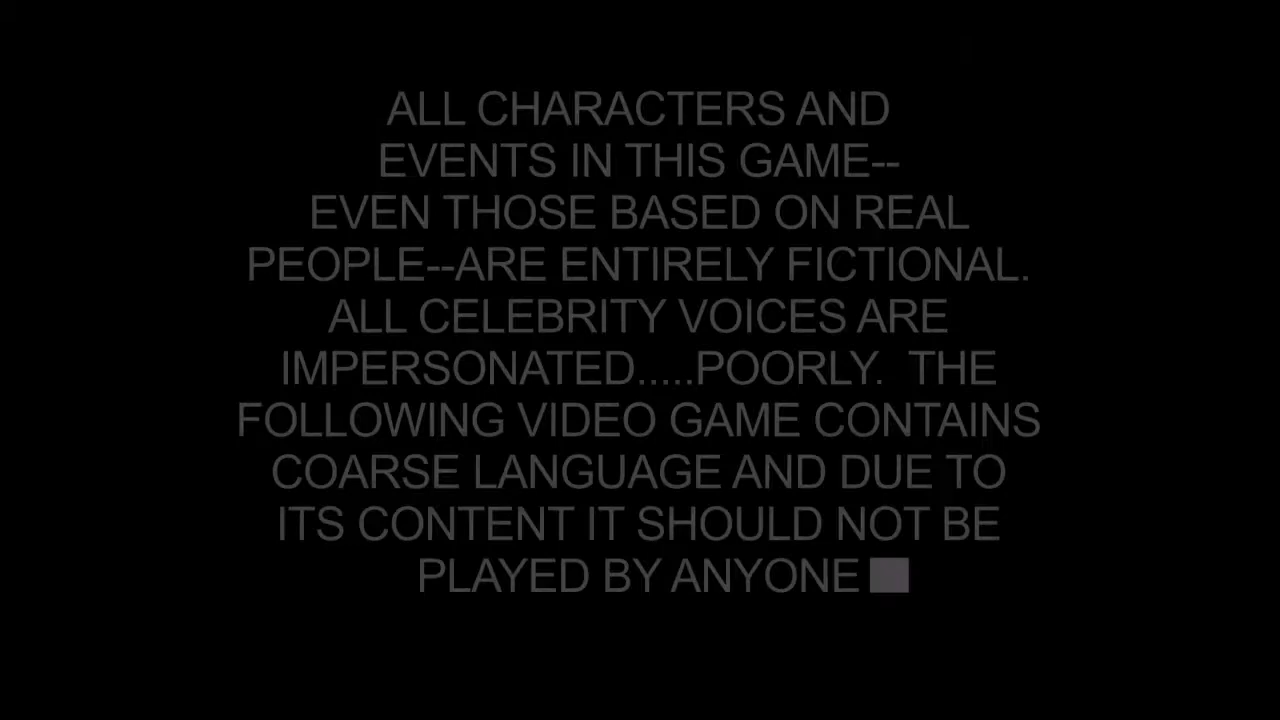 ALL CHARACTERS AND
EVENTS IN THIS GAME--
EVEN THOSE BASED ON REAL
PEOPLE--ARE ENTIRELY FICTIONAL.
ALL CELEBRITY VOICES ARE
IMPERSONATED.....POORLY.  THE
FOLLOWING VIDEO GAME CONTAINS
COARSE LANGUAGE AND DUE TO
ITS CONTENT IT SHOULD NOT BE
PLAYED BY ANYONE ■